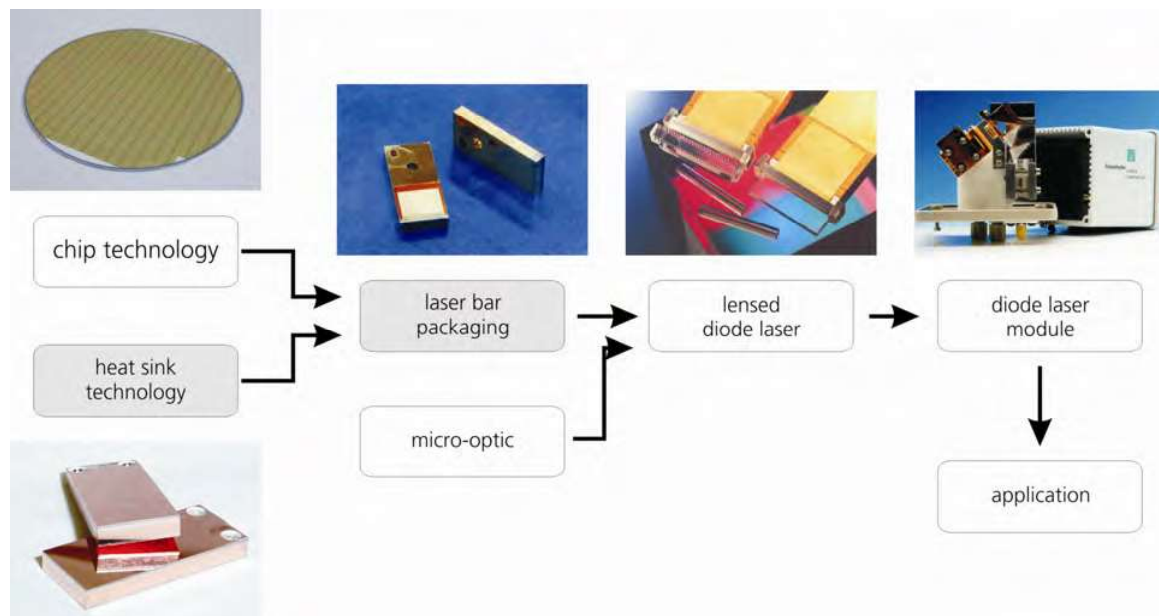 chip technology
heat sink
technology
laser bar
packaging
micro-optic
lensed
diode laser
diode laser
module
application